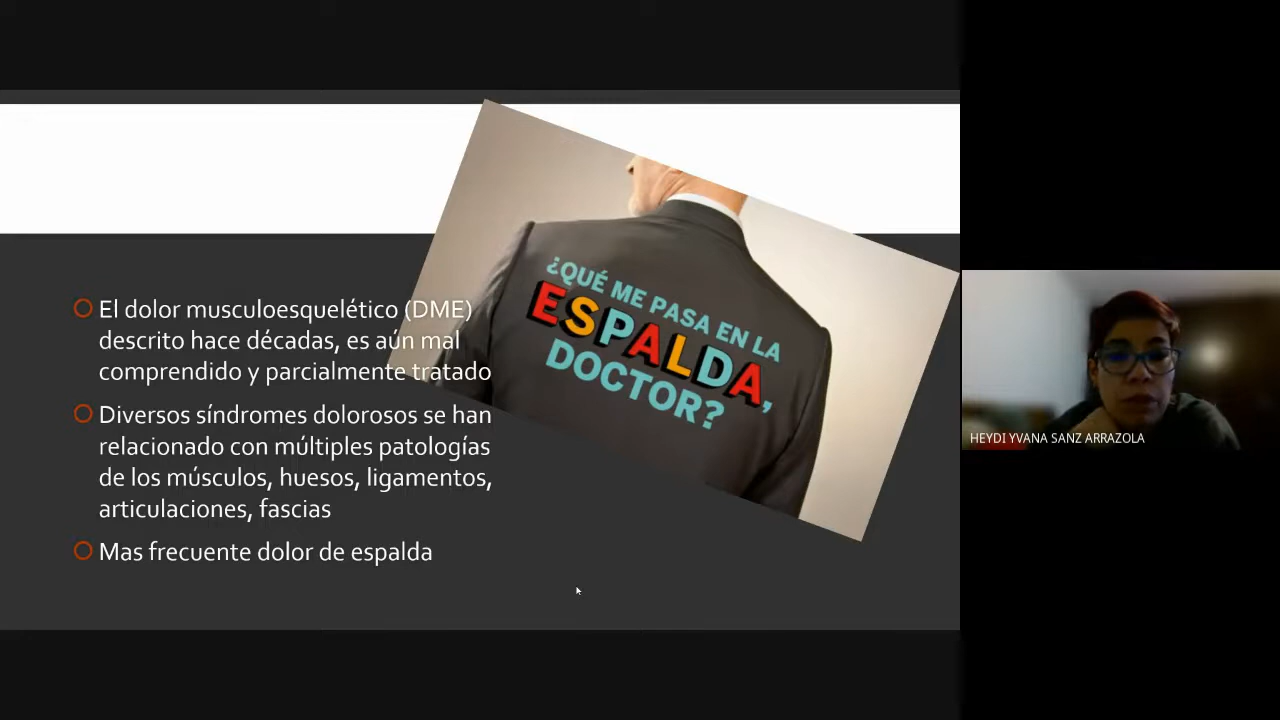 El dolor musculoesquelético (DME)
descrito hace décadas, es aún mal
comprendido y parcialmente tratado
Diversos síndromes dolorosos se han
relacionado con múltiples patologías
de los músculos, huesos, ligamentos,
articulaciones, fascias
Mas frecuente dolor de espalda
¿QUÉ ME PASA EN LA
ESPALDA,
DOCTOR?
HEYDI YVANA SANZ ARRAZOLA